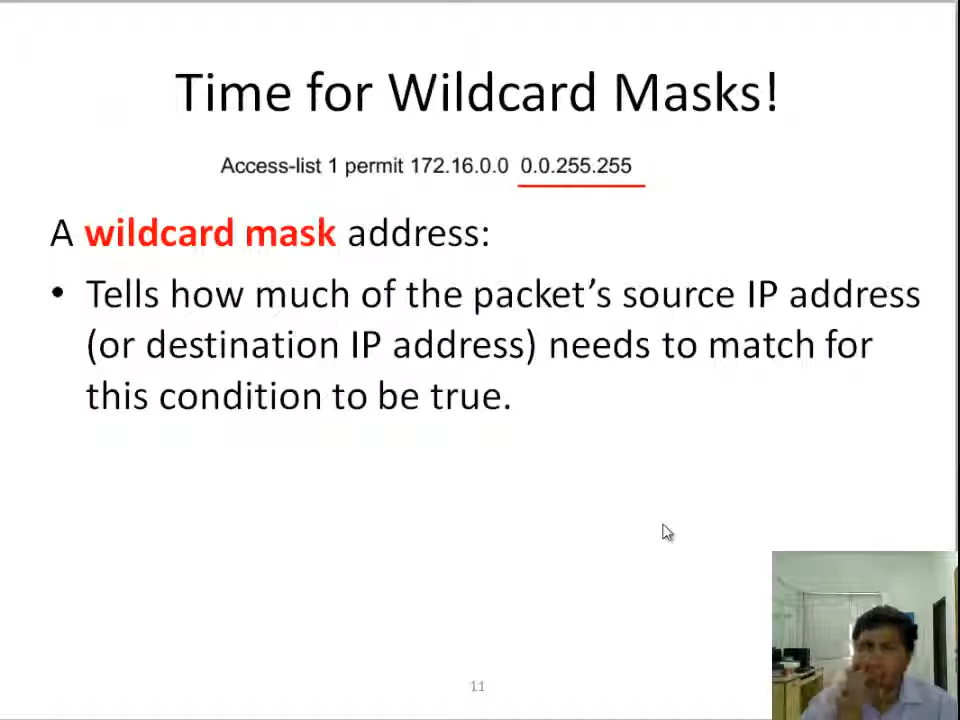 Time for Wildcard Masks!
Access-list 1 permit 172.16.0.0 0.0.255.255
A wildcard mask address:
• Tells how much of the packet’s source IP address
(or destination IP address) needs to match for
this condition to be true.
11